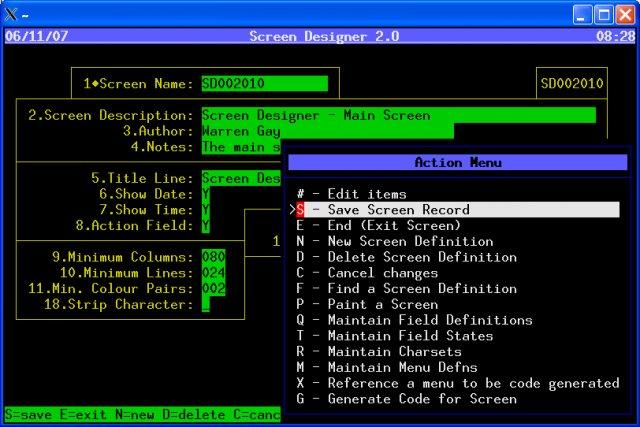 X ~
06/11/07 Screen Designer 2.0 08:28
1♦Screen Name: SD002010 SD002010
2.Screen Description: Screen Designer - Main Screen
3.Author: Warren Gay
4.Notes: The main s
5.Title Line: Screen Des
6.Show Date: Y
7.Show Time: Y
8.Action Field: Y
1
9.Minimum Columns: 080
10.Minimum Lines: 024
11.Min. Colour Pairs: 002
18.Strip Character:
Action Menu
# - Edit items
>S - Save Screen Record
E - End (Exit Screen)
N - New Screen Definition
D - Delete Screen Definition
C - Cancel changes
F - Find a Screen Definition
P - Paint a Screen
Q - Maintain Field Definitions
T - Maintain Field States
R - Maintain Charsets
M - Maintain Menu Defns
X - Reference a menu to be code generated
G - Generate Code for Screen
S=save E=exit N=new D=delete C=canc